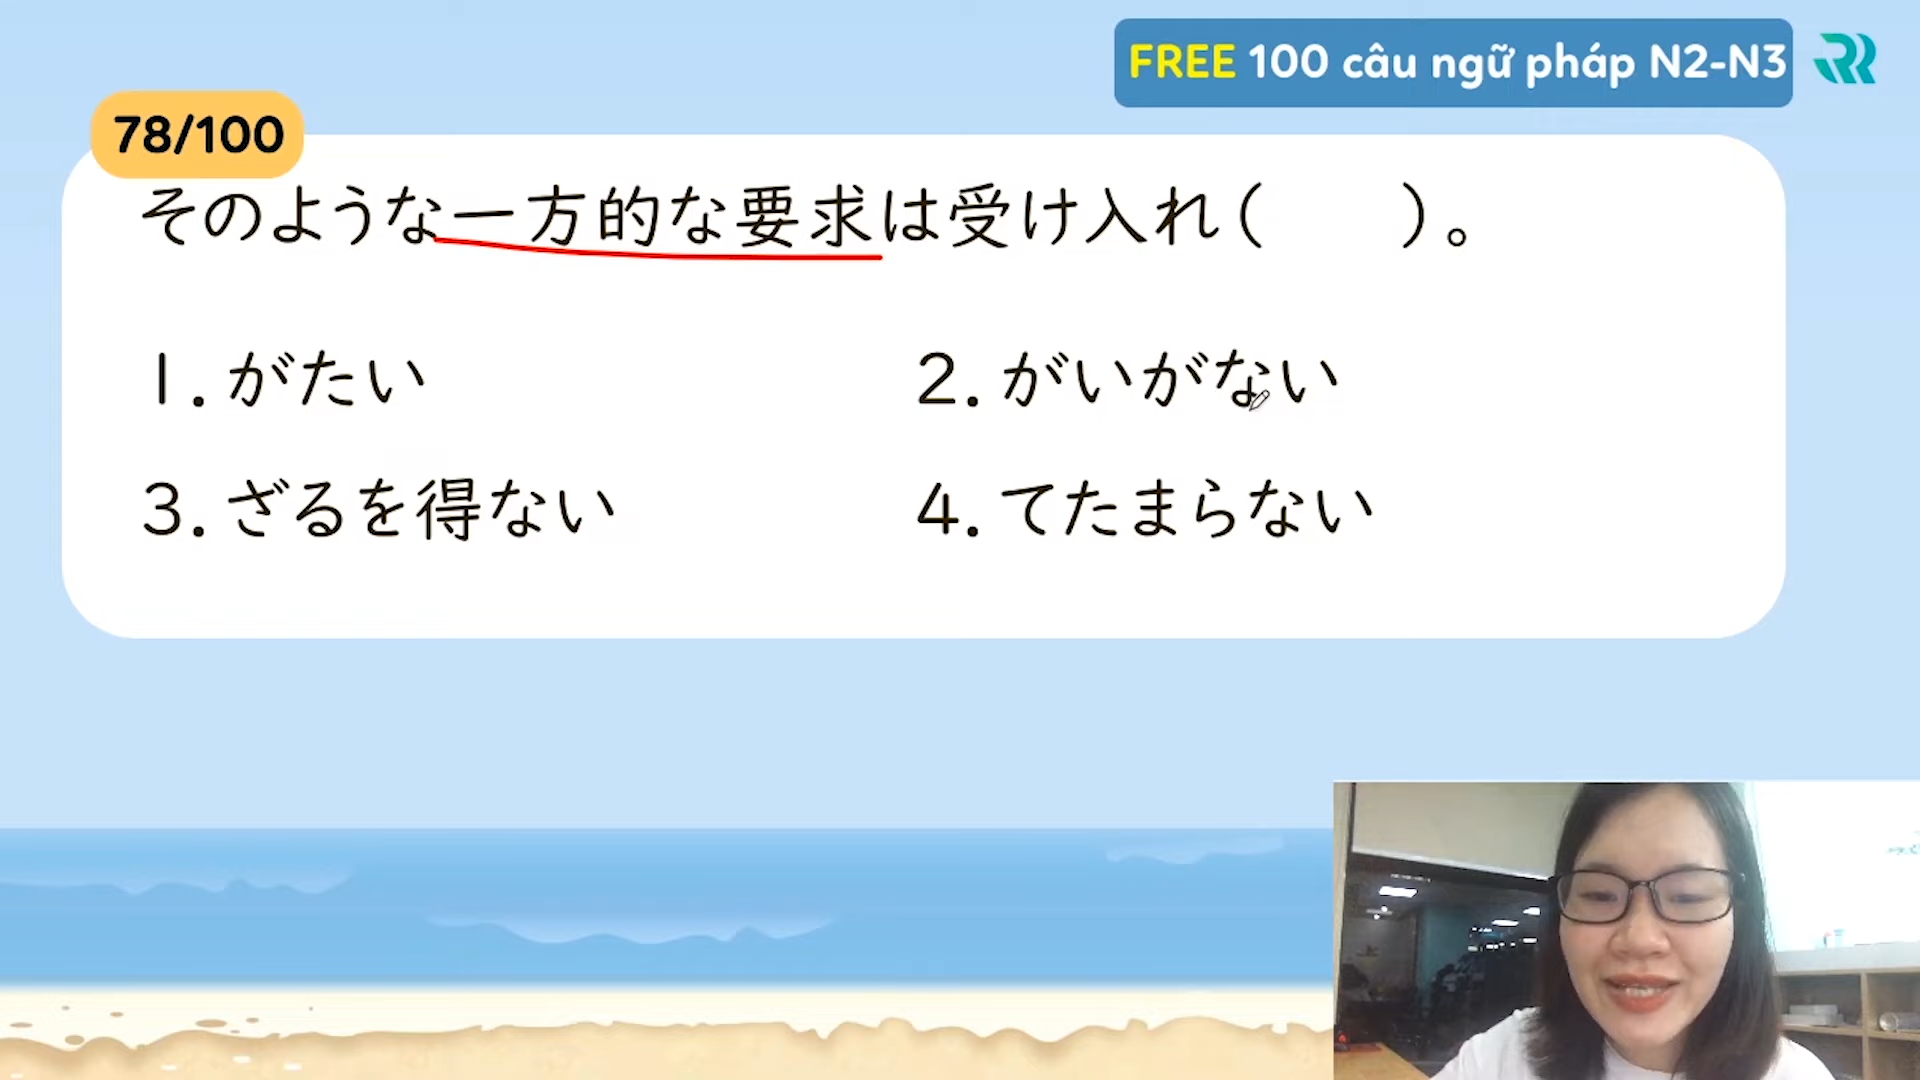 FREE 100 câu ngữ pháp N2-N3
78/100
そのような一方的な要求は受け入れ(　　)。
1. がたい
2. がいがない
3. ざるを得ない
4. てたまらない